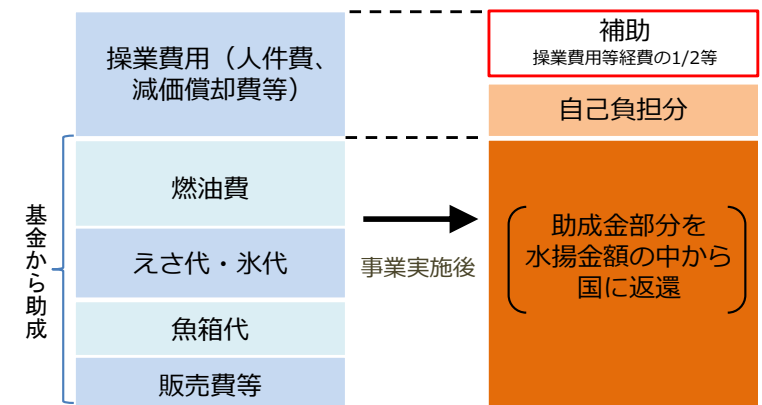 操業費用（人件費、
減価償却費等）
基金から助成
燃油費
えさ代・氷代
魚箱代
販売費等
事業実施後
補助
操業費用等経費の1/2等
自己負担分
助成金部分を
水揚金額の中から
国に返還